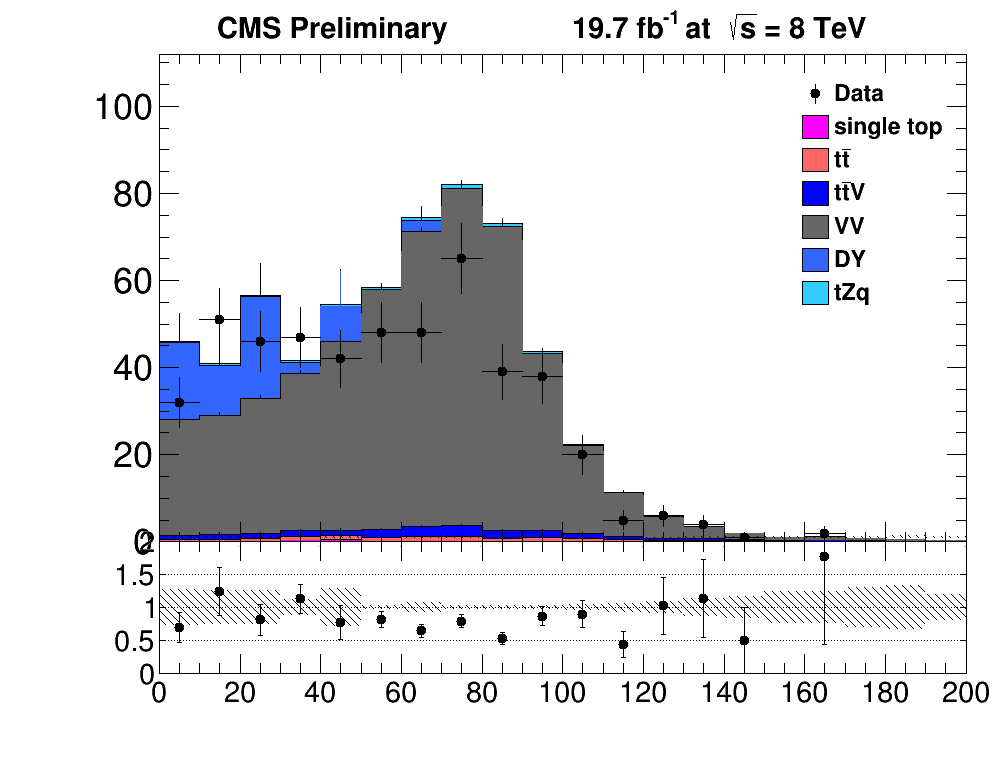 CMS Preliminary 19.7 fb⁻¹ at √s = 8 TeV
100
80
60
40
20
0
Data
single top
tt̄
tt̄V
VV
DY
tZq
2
1.5
1
0.5
0
0 20 40 60 80 100 120 140 160 180 200